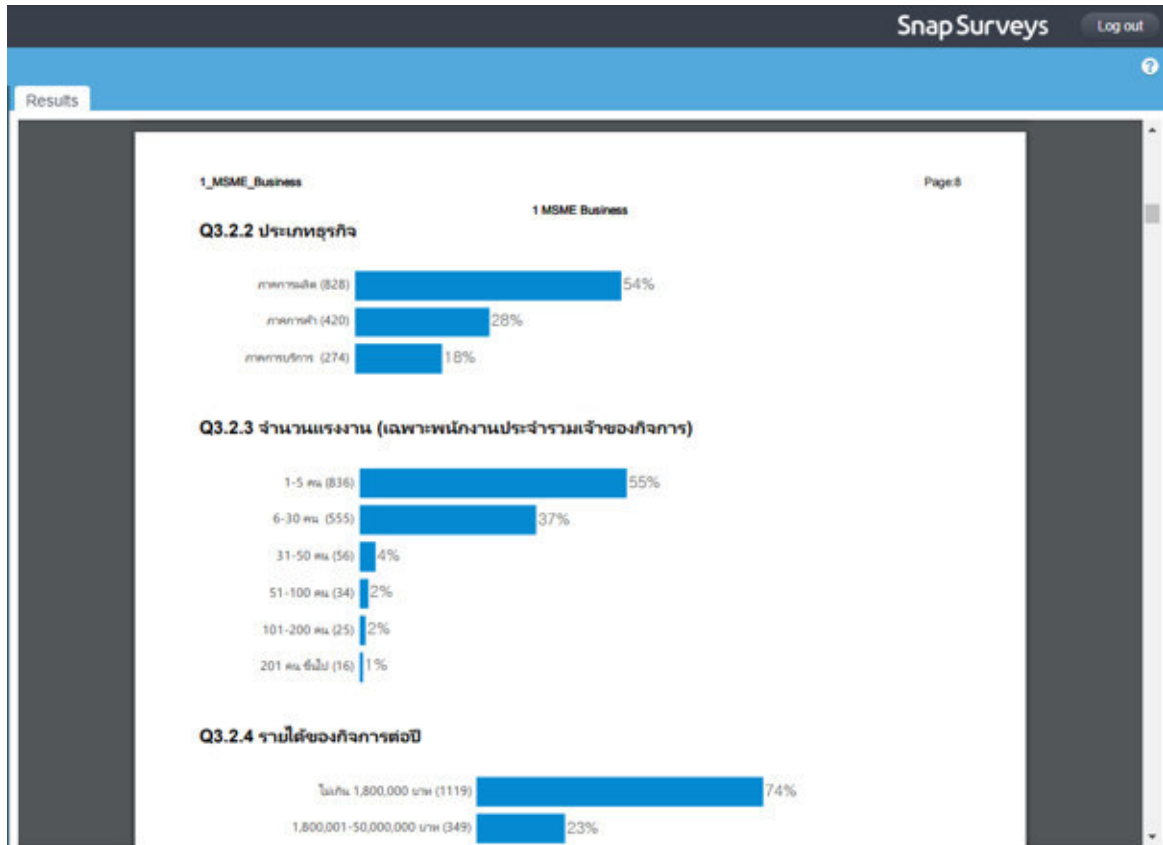 Snap Surveys Log out
Results
1_MSME_Business Page:8
1 MSME Business
Q3.2.2 ประเภทธุรกิจ
ภาคการผลิต (828) 54%
ภาคการค้า (420) 28%
ภาคการบริการ (274) 18%
Q3.2.3 จำนวนแรงงาน (เฉพาะพนักงานประจำรวมเจ้าของกิจการ)
1-5 คน (836) 55%
6-30 คน (555) 37%
31-50 คน (56) 4%
51-100 คน (34) 2%
101-200 คน (25) 2%
201 คน ขึ้นไป (16) 1%
Q3.2.4 รายได้ของกิจการต่อปี
ไม่เกิน 1,800,000 บาท (1119) 74%
1,800,001-50,000,000 บาท (349) 23%